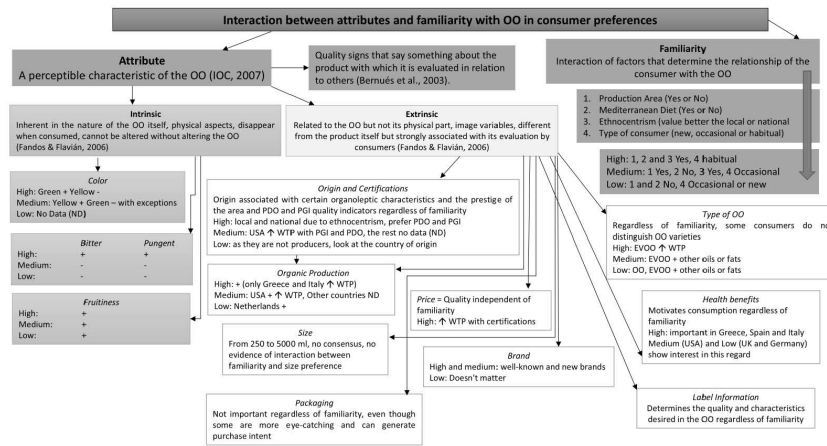 Interaction between attributes and familiarity with OO in consumer preferences
Attribute
A perceptible characteristic of the OO (IOC, 2007)
Quality signs that say something about the
product with which it is evaluated in relation
to others (Bernués et al., 2003).
Familiarity
Interaction of factors that determine the relationship of the
consumer with the OO
1. Production Area (Yes or No)
2. Mediterranean Diet (Yes or No)
3. Ethnocentrism (value better the local or national
4. Type of consumer (new, occasional or habitual)
High: 1, 2 and 3 Yes, 4 habitual
Medium: 1 Yes, 2 No, 3 Yes, 4 Occasional
Low: 1 and 2 No, 4 Occasional or new
Intrinsic
Inherent in the nature of the OO itself, physical aspects, disappear
when consumed, cannot be altered without altering the OO
(Fandos & Flavián, 2006)
Extrinsic
Related to the OO but not its physical part, image variables, different
from the product itself but strongly associated with its evaluation by
consumers (Fandos & Flavián, 2006)
Color
High: Green + Yellow -
Medium: Yellow + Green – with exceptions
Low: No Data (ND)
Bitter Pungent
High: + +
Medium: - -
Low: - -
Fruitiness
High: +
Medium: +
Low: +
Origin and Certifications
Origin associated with certain organoleptic characteristics and the prestige of
the area and PDO and PGI quality indicators regardless of familiarity
High: local and national due to ethnocentrism, prefer PDO and PGI
Medium: USA ↑ WTP with PGI and PDO, the rest no data (ND)
Low: as they are not producers, look at the country of origin
Organic Production
High: + (only Greece and Italy ↑ WTP)
Medium: USA + ↑ WTP, Other countries ND
Low: Netherlands +
Size
From 250 to 5000 ml, no consensus, no
evidence of interaction between
familiarity and size preference
Packaging
Not important regardless of familiarity, even though
some are more eye-catching and can generate
purchase intent
Price = Quality independent of
familiarity
High: ↑ WTP with certifications
Brand
High and medium: well-known and new brands
Low: Doesn't matter
Type of OO
Regardless of familiarity, some consumers do no
distinguish OO varieties
High: EVOO ↑ WTP
Medium: EVOO + other oils or fats
Low: OO, EVOO + other oils or fats
Health benefits
Motivates consumption regardless of
familiarity
High: important in Greece, Spain and Italy
Medium (USA) and Low (UK and Germany)
show interest in this regard
Label Information
Determines the quality and characteristics
desired in the OO regardless of familiarity